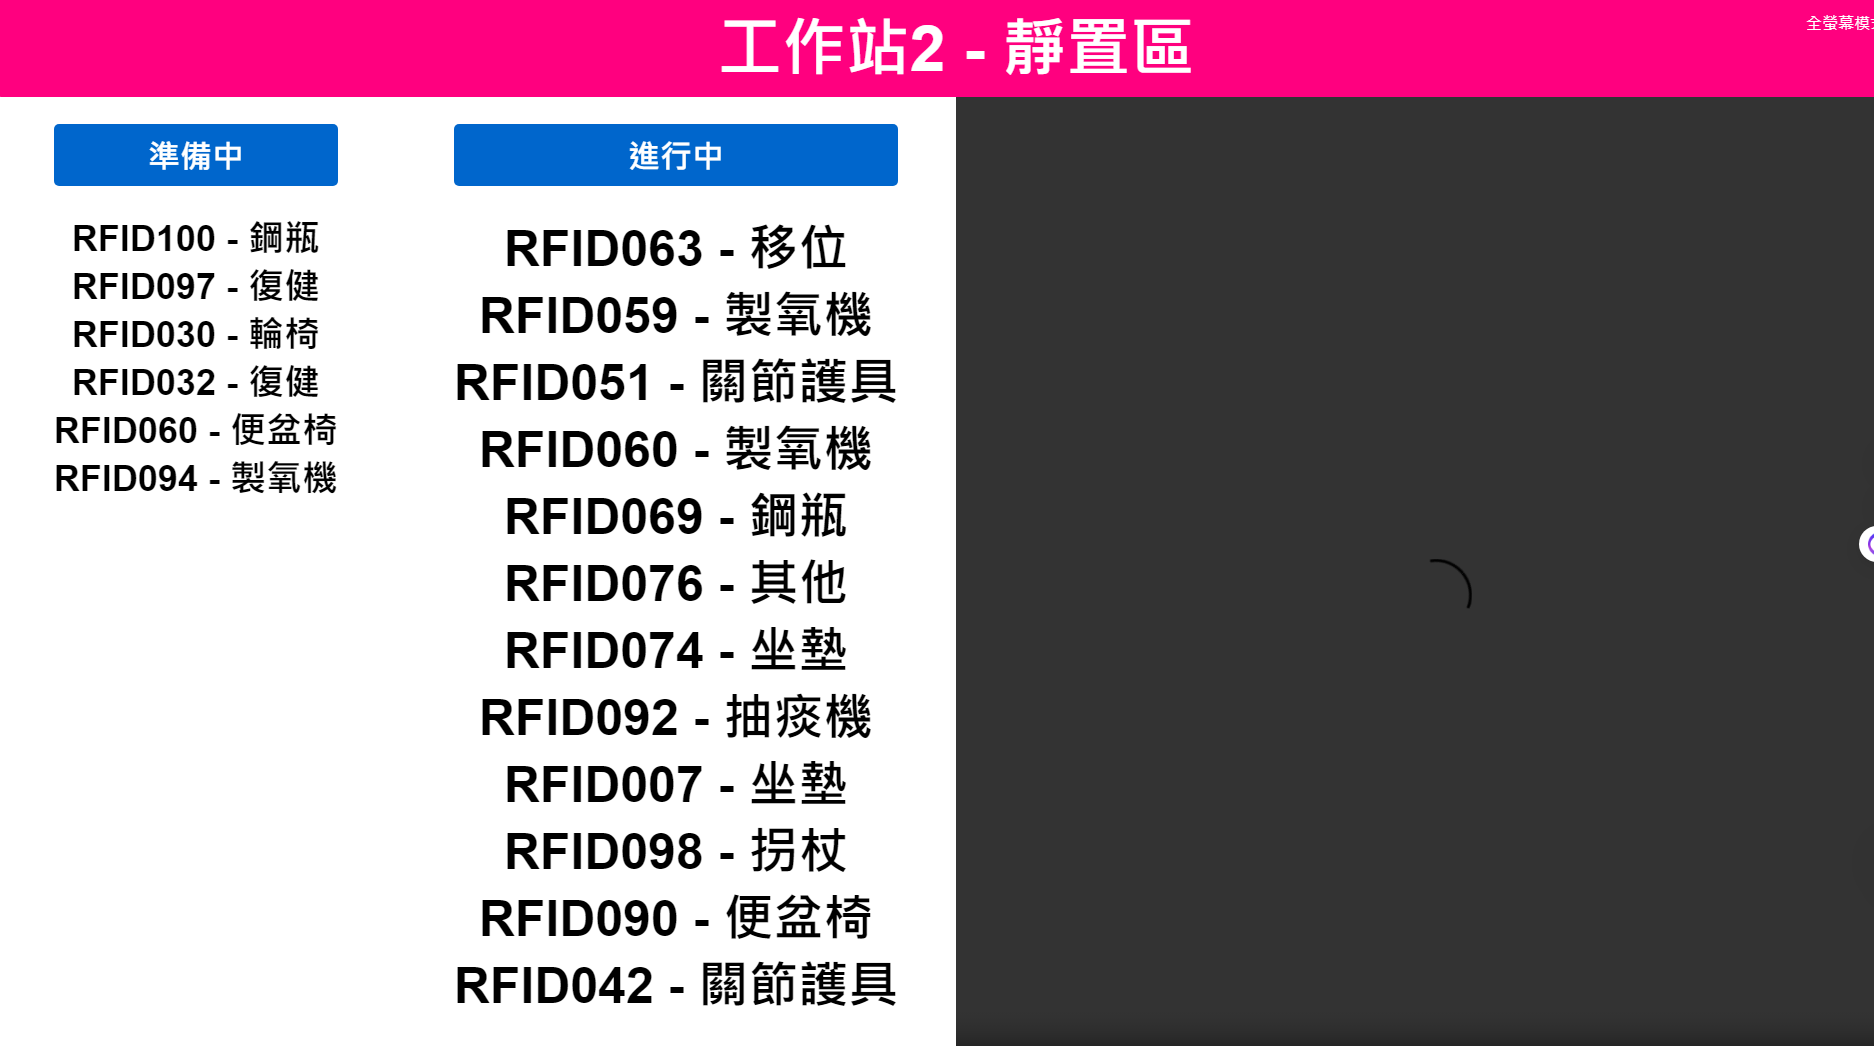 工作站2 - 靜置區
全螢幕模
準備中
RFID100 - 鋼瓶
RFID097 - 復健
RFID030 - 輪椅
RFID032 - 復健
RFID060 - 便盆椅
RFID094 - 製氧機
進行中
RFID063 - 移位
RFID059 - 製氧機
RFID051 - 關節護具
RFID060 - 製氧機
RFID069 - 鋼瓶
RFID076 - 其他
RFID074 - 坐墊
RFID092 - 抽痰機
RFID007 - 坐墊
RFID098 - 拐杖
RFID090 - 便盆椅
RFID042 - 關節護具